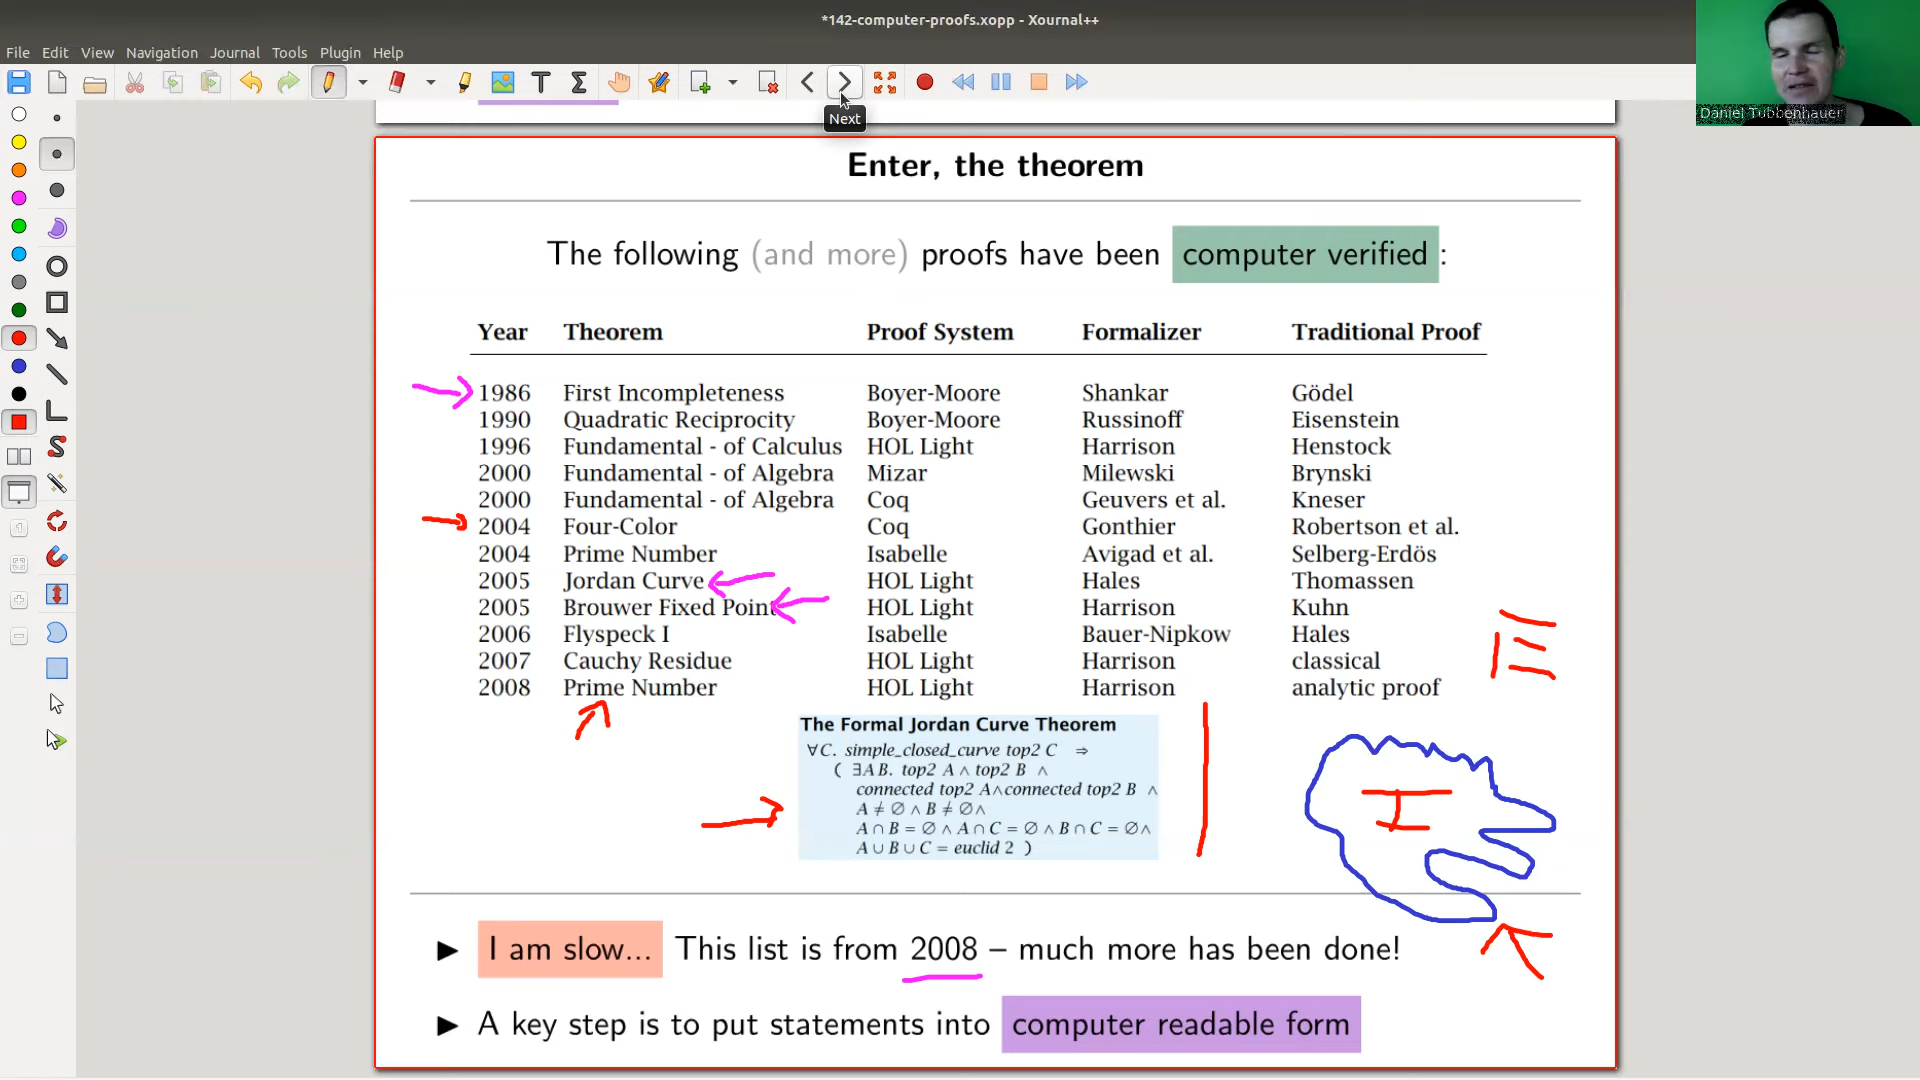 *142-computer-proofs.xopp - Xournal++
File Edit View Navigation Journal Tools Plugin Help
Next
Daniel Tubbenhauer
Enter, the theorem
The following (and more) proofs have been computer verified :
Year Theorem Proof System Formalizer Traditional Proof
1986 First Incompleteness Boyer-Moore Shankar Gödel
1990 Quadratic Reciprocity Boyer-Moore Russinoff Eisenstein
1996 Fundamental - of Calculus HOL Light Harrison Henstock
2000 Fundamental - of Algebra Mizar Milewski Brynski
2000 Fundamental - of Algebra Coq Geuvers et al. Kneser
2004 Four-Color Coq Gonthier Robertson et al.
2004 Prime Number Isabelle Avigad et al. Selberg-Erdös
2005 Jordan Curve HOL Light Hales Thomassen
2005 Brouwer Fixed Point HOL Light Harrison Kuhn
2006 Flyspeck I Isabelle Bauer-Nipkow Hales
2007 Cauchy Residue HOL Light Harrison classical
2008 Prime Number HOL Light Harrison analytic proof
The Formal Jordan Curve Theorem
∀C. simple_closed_curve top2 C ⇒
( ∃A B. top2 A ∧ top2 B ∧
connected top2 A∧connected top2 B ∧
A ≠ ∅ ∧ B ≠ ∅∧
A ∩ B = ∅ ∧ A ∩ C = ∅ ∧ B ∩ C = ∅∧
A ∪ B ∪ C = euclid 2 )
I
▶ I am slow... This list is from 2008 – much more has been done!
▶ A key step is to put statements into computer readable form